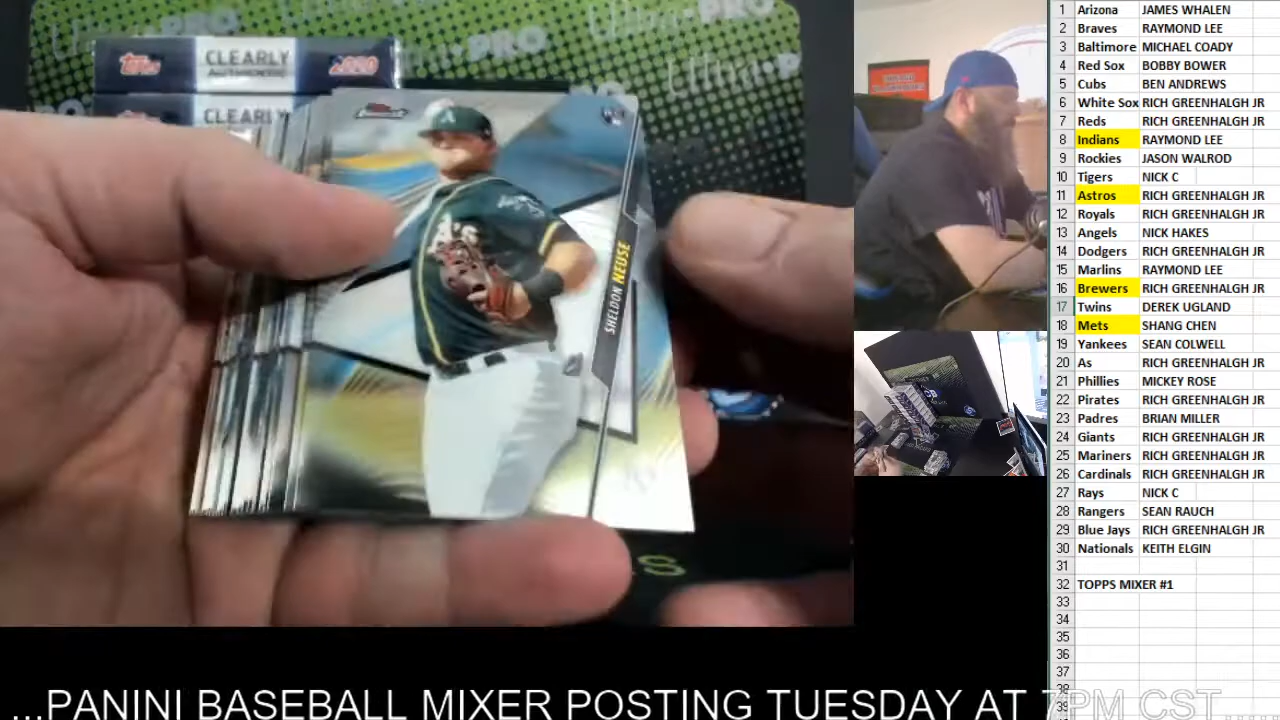 Topps
CLEARLY
AUTHENTIC
2020
CLEARLY
PRO
Finest
RC
A
A's
SHELDON NEUSE
1 Arizona JAMES WHALEN
2 Braves RAYMOND LEE
3 Baltimore MICHAEL COADY
4 Red Sox BOBBY BOWER
5 Cubs BEN ANDREWS
6 White Sox RICH GREENHALGH JR
7 Reds RICH GREENHALGH JR
8 Indians RAYMOND LEE
9 Rockies JASON WALROD
10 Tigers NICK C
11 Astros RICH GREENHALGH JR
12 Royals RICH GREENHALGH JR
13 Angels NICK HAKES
14 Dodgers RICH GREENHALGH JR
15 Marlins RAYMOND LEE
16 Brewers RICH GREENHALGH JR
17 Twins DEREK UGLAND
18 Mets SHANG CHEN
19 Yankees SEAN COLWELL
20 As RICH GREENHALGH JR
21 Phillies MICKEY ROSE
22 Pirates RICH GREENHALGH JR
23 Padres BRIAN MILLER
24 Giants RICH GREENHALGH JR
25 Mariners RICH GREENHALGH JR
26 Cardinals RICH GREENHALGH JR
27 Rays NICK C
28 Rangers SEAN RAUCH
29 Blue Jays RICH GREENHALGH JR
30 Nationals KEITH ELGIN
31
32 TOPPS MIXER #1
33
34
35
36
37
38
39
...PANINI BASEBALL MIXER POSTING TUESDAY AT 7PM CST.....